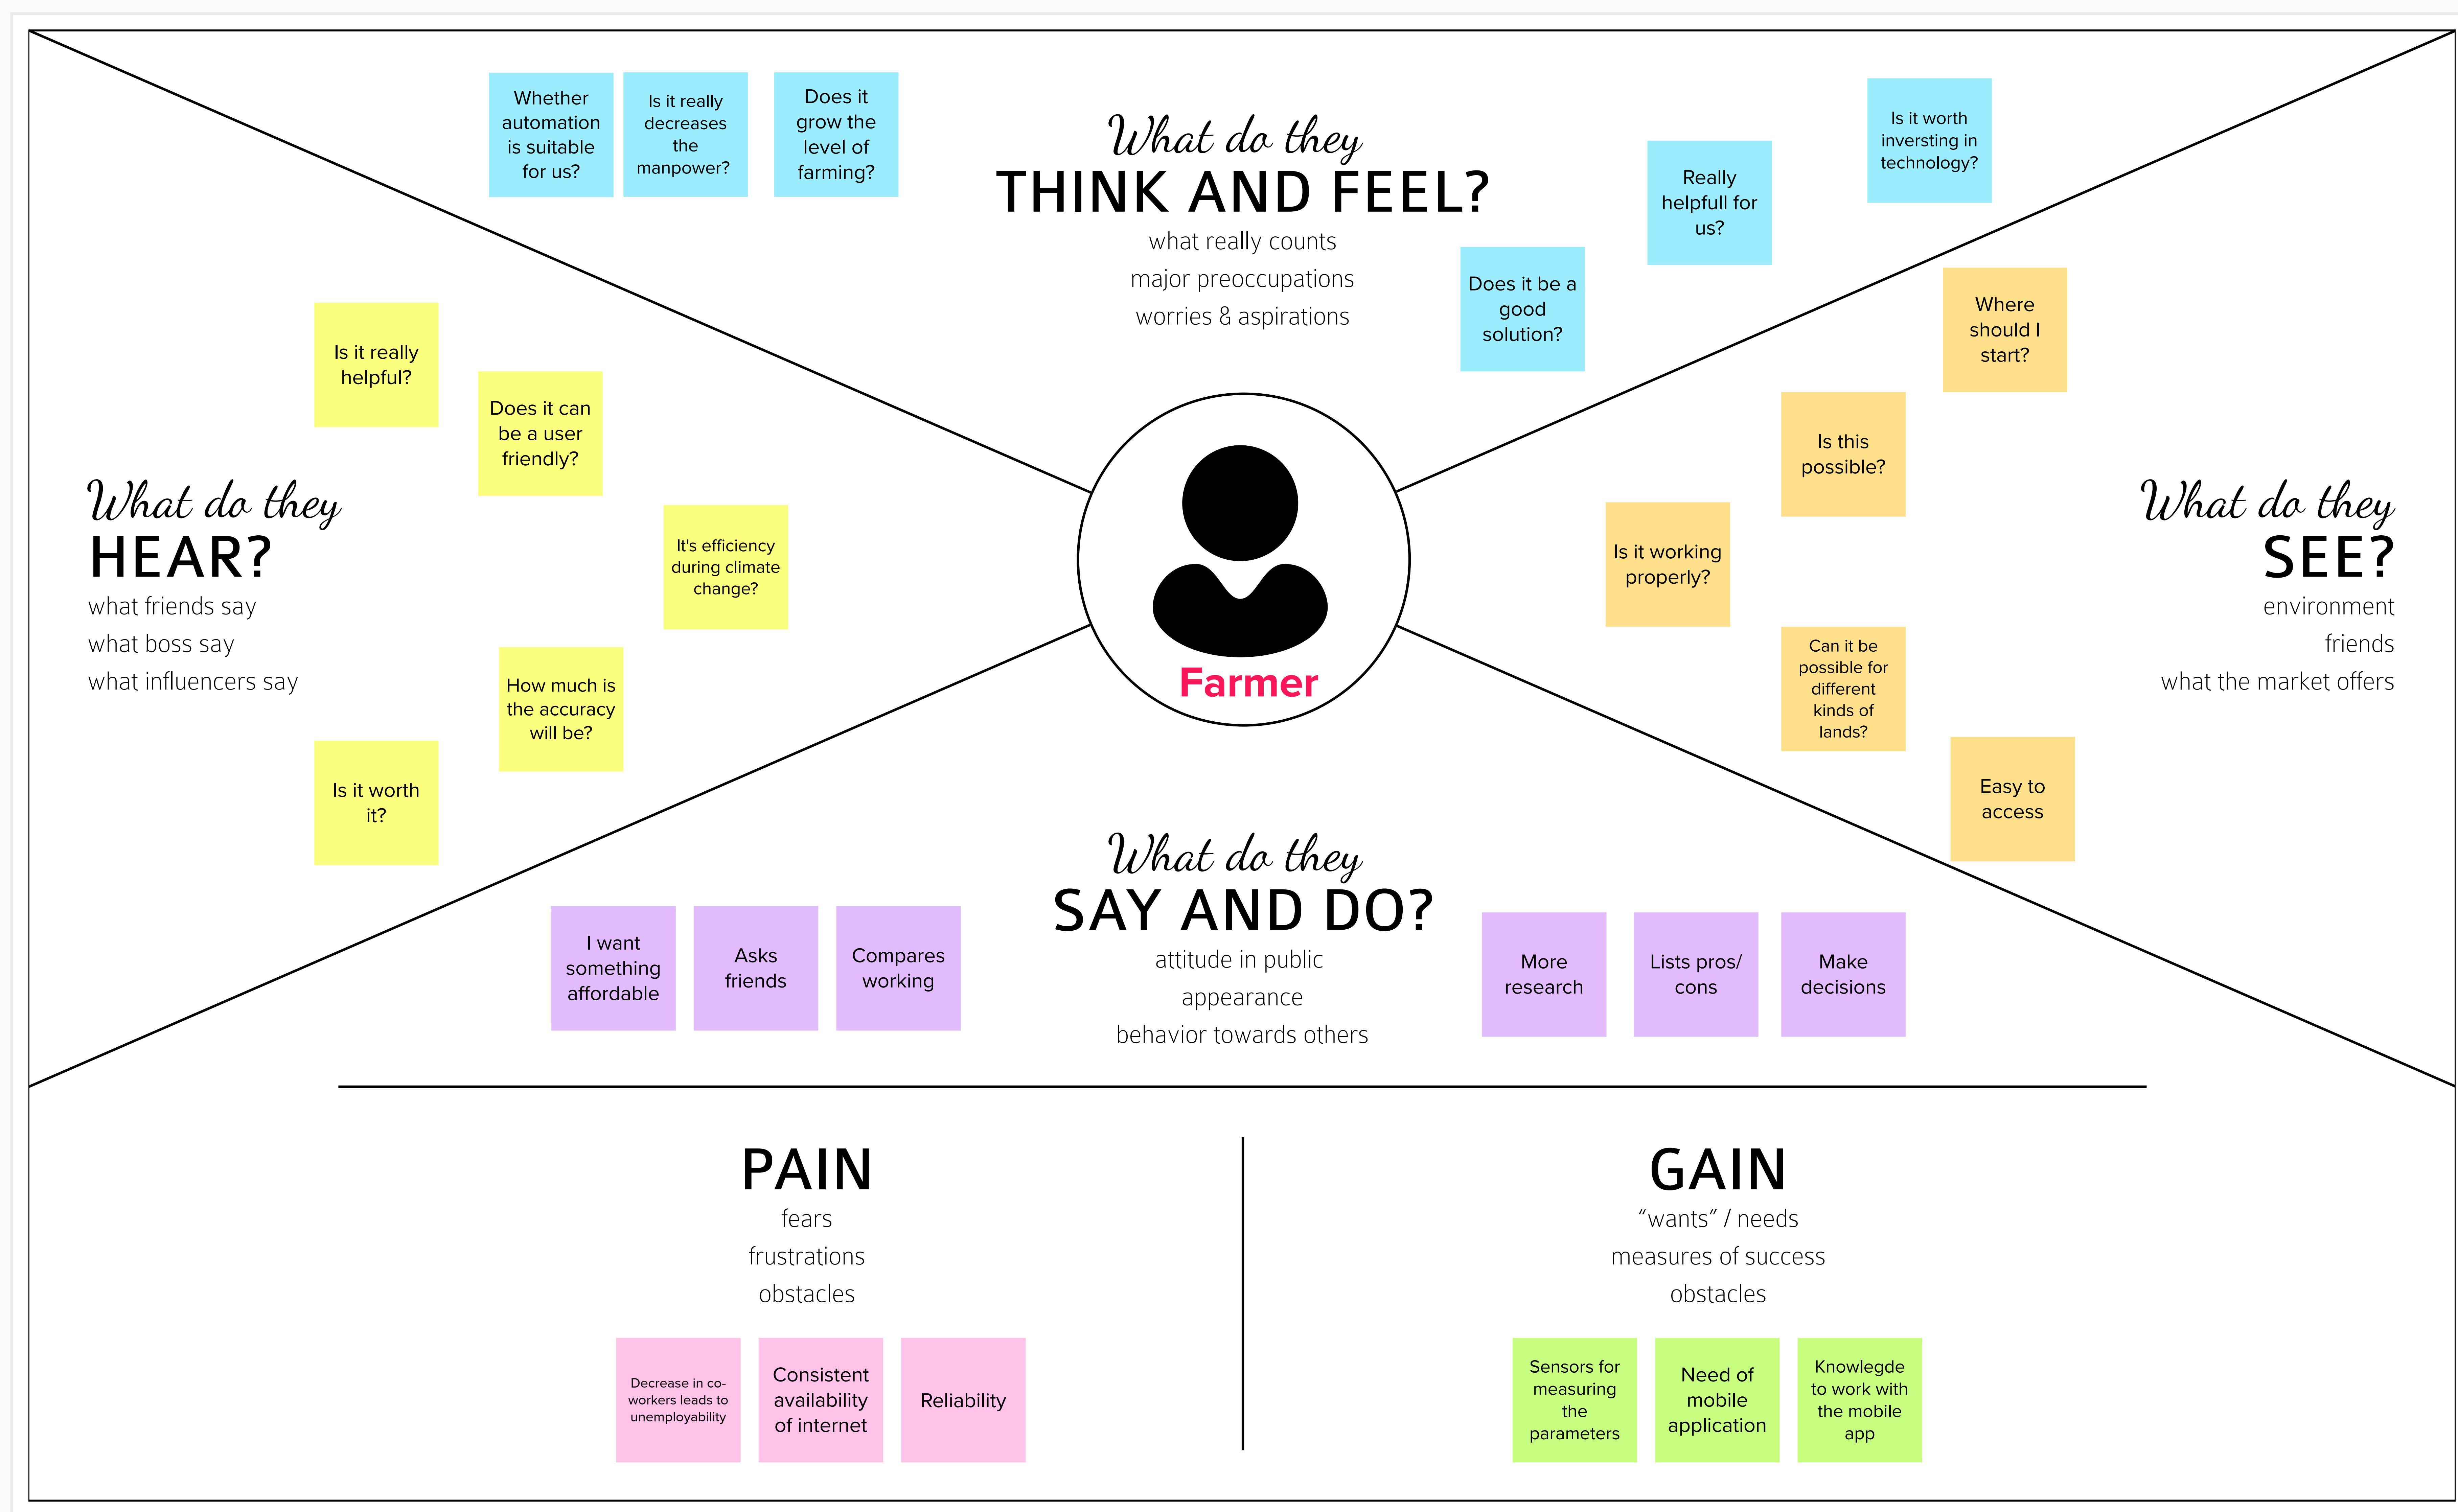 Whether
automation
is suitable
for us?
Is it really
decreases
the
manpower?
Does it
grow the
level of
farming?
What do they
THINK AND FEEL?
what really counts
major preoccupations
worries & aspirations
Does it be a
good
solution?
Really
helpfull for
us?
Is it worth
inversting in
technology?
What do they
HEAR?
what friends say
what boss say
what influencers say
Is it really
helpful?
Does it can
be a user
friendly?
It's efficiency
during climate
change?
How much is
the accuracy
will be?
Is it worth
it?
Farmer
Where
should I
start?
Is this
possible?
Is it working
properly?
Can it be
possible for
different
kinds of
lands?
Easy to
access
What do they
SEE?
environment
friends
what the market offers
What do they
SAY AND DO?
attitude in public
appearance
behavior towards others
I want
something
affordable
Asks
friends
Compares
working
More
research
Lists pros/
cons
Make
decisions
PAIN
fears
frustrations
obstacles
Decrease in co-
workers leads to
unemployability
Consistent
availability
of internet
Reliability
GAIN
“wants” / needs
measures of success
obstacles
Sensors for
measuring
the
parameters
Need of
mobile
application
Knowlegde
to work with
the mobile
app